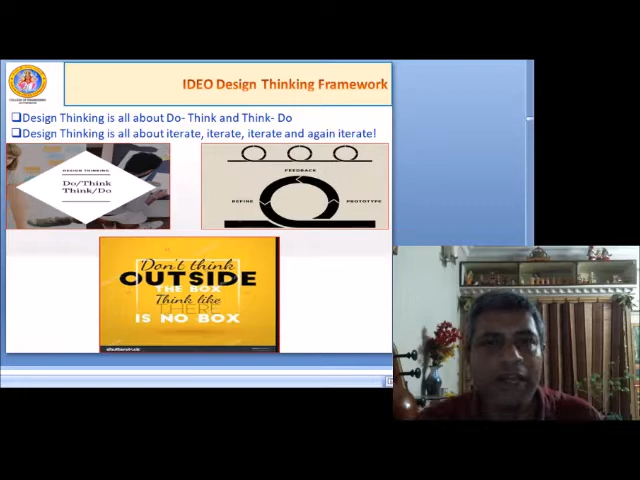 IDEO Design Thinking Framework
❑Design Thinking is all about Do- Think and Think- Do
❑Design Thinking is all about iterate, iterate, iterate and again iterate!
DESIGN THINKING
Do/Think
Think/Do
FEEDBACK
REFINE
PROTOTYPE
Don't think
OUTSIDE
THE BOX
Think like
THERE
IS NO BOX
shutterstock